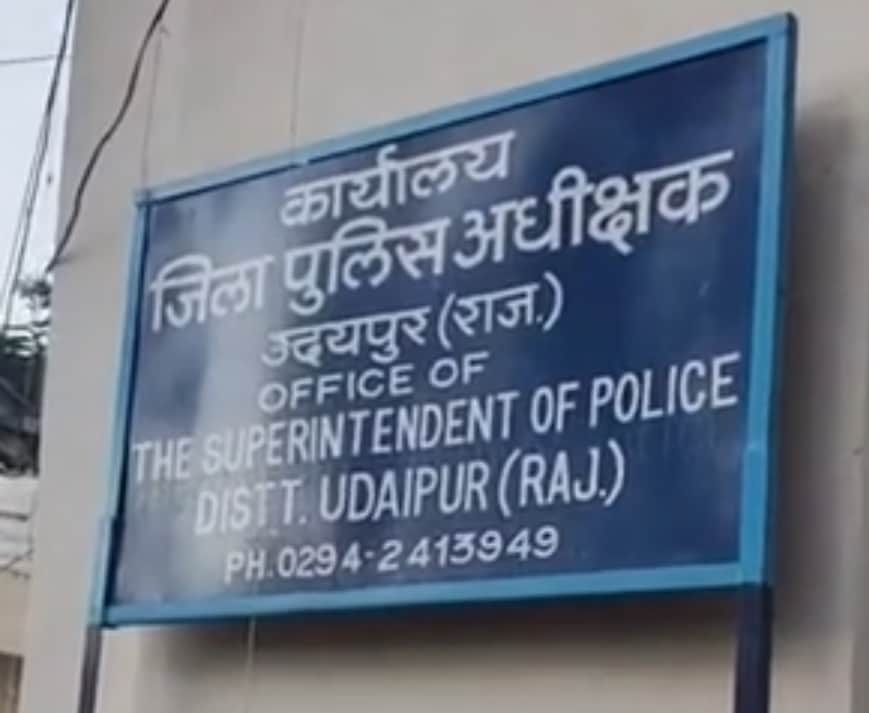 कार्यालय
जिला पुलिस अधीक्षक
उदयपुर (राज.)
OFFICE OF
THE SUPERINTENDENT OF POLICE
DISTT. UDAIPUR (RAJ.)
PH. 0294-2413949